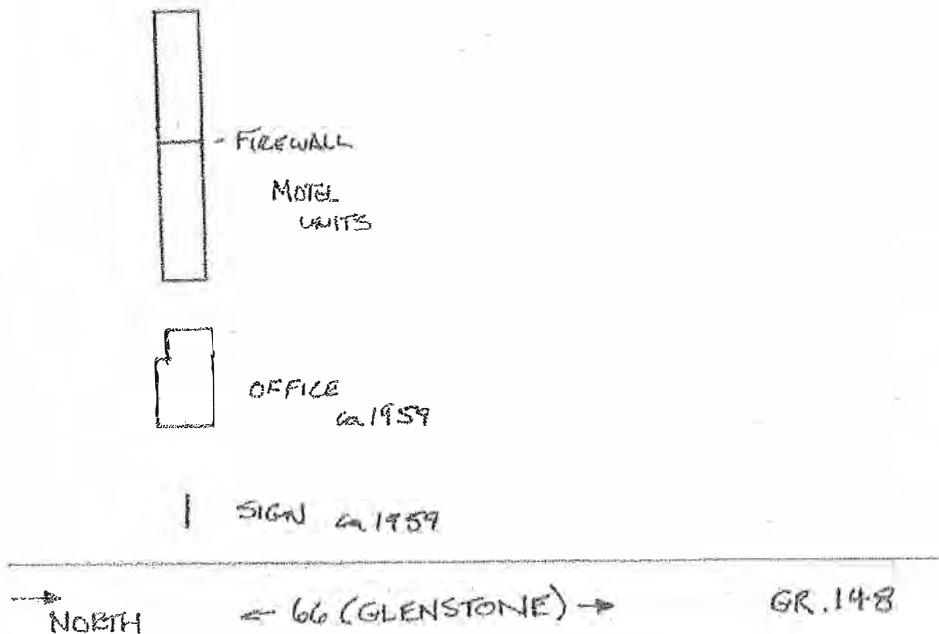 - FIREWALL
MOTEL
UNITS
OFFICE
ca 1959
SIGN ca 1959
NORTH
← 66 (GLENSTONE) →
GR.14-8